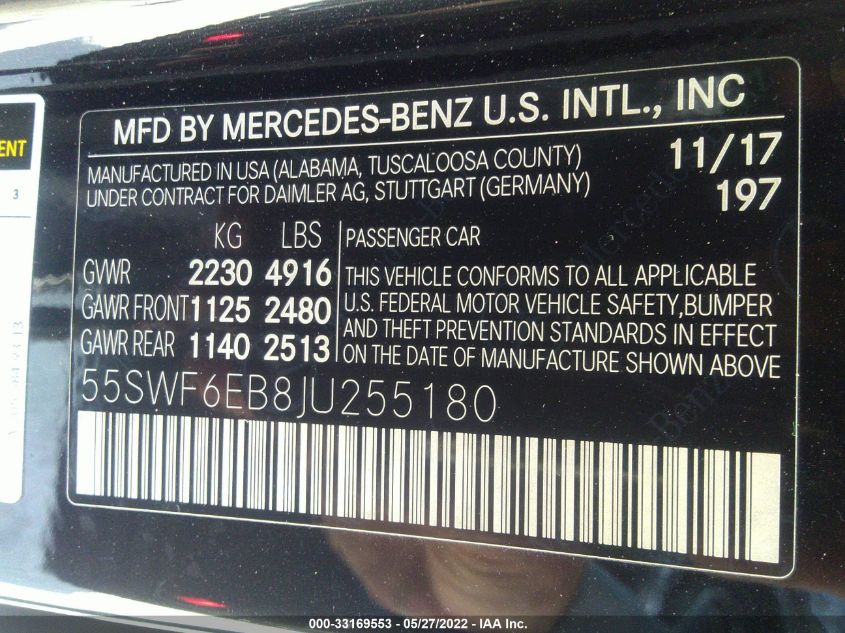 MFD BY MERCEDES-BENZ U.S. INTL., INC
MANUFACTURED IN USA (ALABAMA, TUSCALOOSA COUNTY) 11/17
UNDER CONTRACT FOR DAIMLER AG, STUTTGART (GERMANY) 197
KG LBS PASSENGER CAR
GVWR 2230 4916 THIS VEHICLE CONFORMS TO ALL APPLICABLE
GAWR FRONT 1125 2480 U.S. FEDERAL MOTOR VEHICLE SAFETY, BUMPER
GAWR REAR 1140 2513 AND THEFT PREVENTION STANDARDS IN EFFECT
ON THE DATE OF MANUFACTURE SHOWN ABOVE
55SWF6EB8JU255180
ENT
3
000-33169553 / 05/27/2022 - IAA Inc.